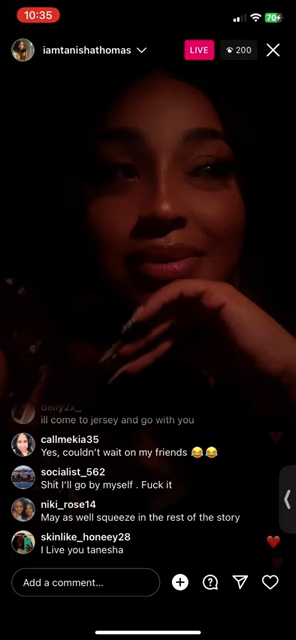 10:35
70
iamtanishathomas
LIVE
200
ill come to jersey and go with you
callmekia35
Yes, couldn't wait on my friends 😂😂
socialist_562
Shit I'll go by myself . Fuck it
niki_rose14
May as well squeeze in the rest of the story
skinlike_honeey28
I Live you tanesha
Add a comment...